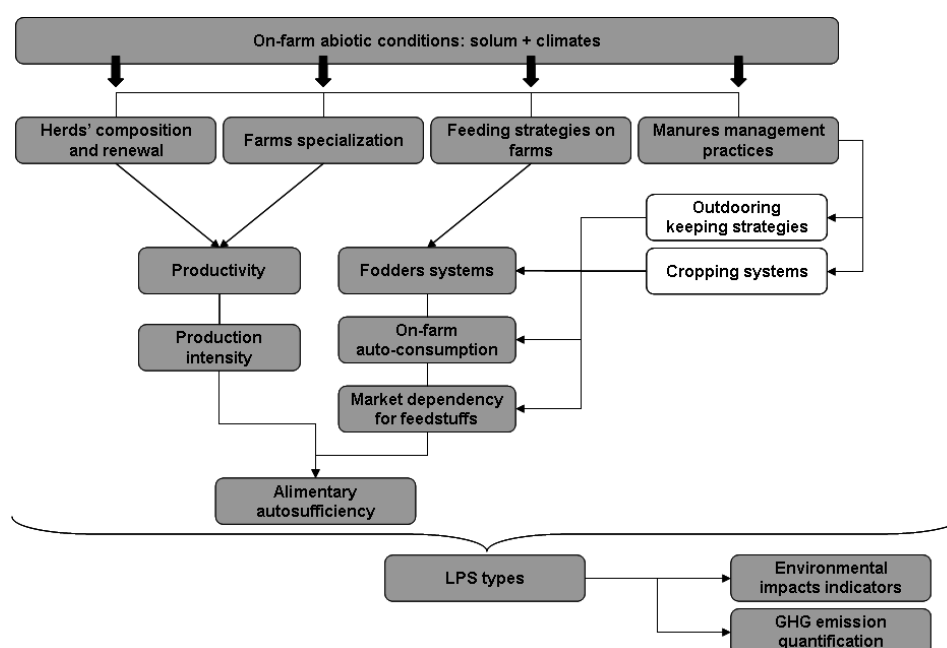 On-farm abiotic conditions: solum + climates
Herds' composition
and renewal
Farms specialization
Feeding strategies on
farms
Manures management
practices
Outdooring
keeping strategies
Productivity
Fodders systems
Cropping systems
Production
intensity
On-farm
auto-consumption
Market dependency
for feedstuffs
Alimentary
autosufficiency
LPS types
Environmental
impacts indicators
GHG emission
quantification